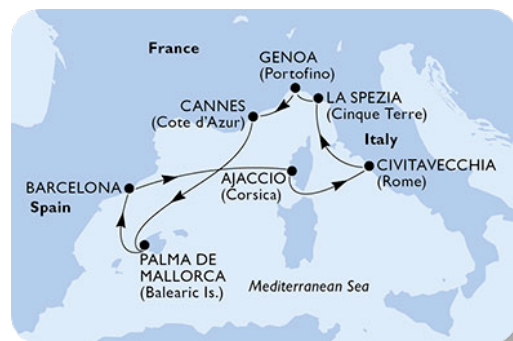 France
GENOA
(Portofino)
LA SPEZIA
(Cinque Terre)
CANNES
(Cote d'Azur)
Italy
CIVITAVECCHIA
(Rome)
AJACCIO
(Corsica)
BARCELONA
Spain
PALMA DE
MALLORCA
(Balearic Is.)
Mediterranean Sea